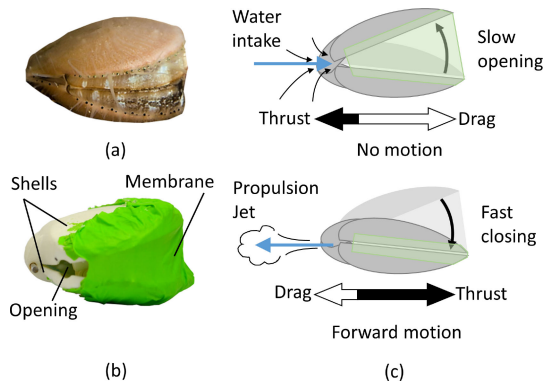 Water
intake
Slow
opening
Thrust
Drag
No motion
(a)
Shells
Membrane
Opening
(b)
Propulsion
Jet
Fast
closing
Drag
Thrust
Forward motion
(c)